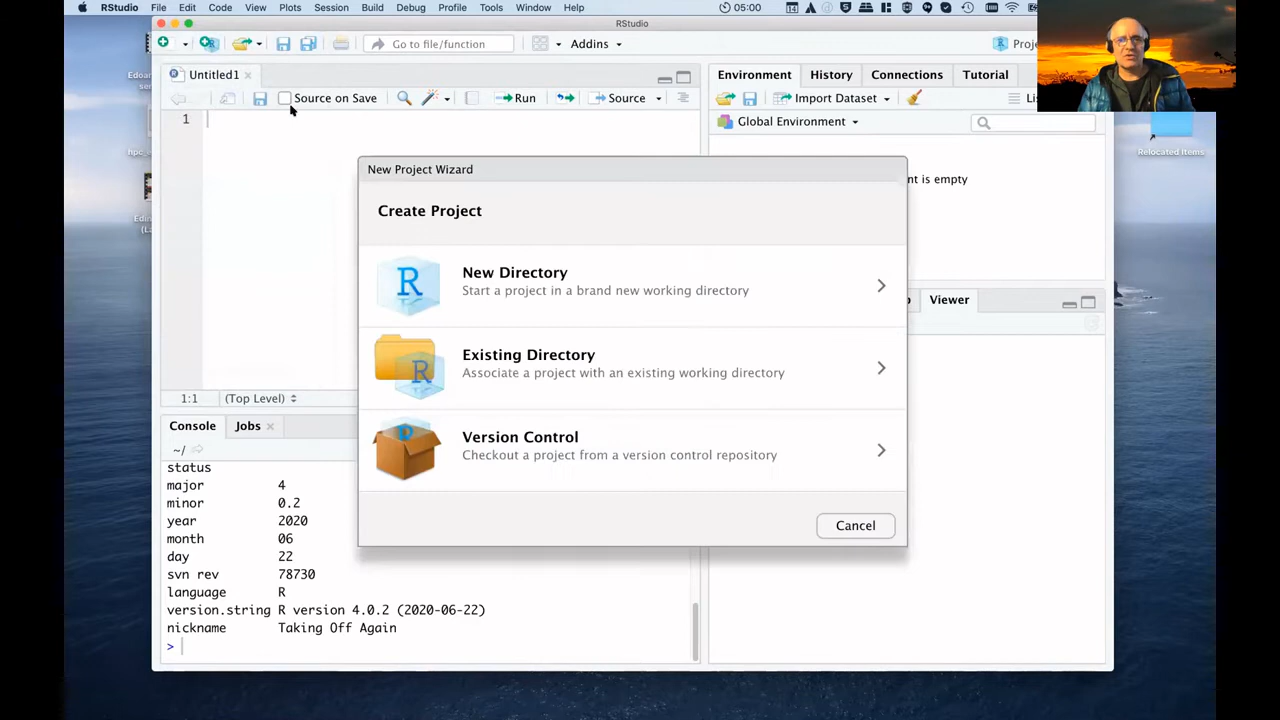 RStudio File Edit Code View Plots Session Build Debug Profile Tools Window Help 05:00
RStudio
Go to file/function Addins
Untitled1
Source on Save Run Source
1
Environment History Connections Tutorial
Import Dataset
Global Environment
is empty
Relocated Items
New Project Wizard
Create Project
New Directory
Start a project in a brand new working directory
Existing Directory
Associate a project with an existing working directory
Version Control
Checkout a project from a version control repository
Cancel
Viewer
1:1 (Top Level)
Console Jobs
~/
status
major 4
minor 0.2
year 2020
month 06
day 22
svn rev 78730
language R
version.string R version 4.0.2 (2020-06-22)
nickname Taking Off Again
>